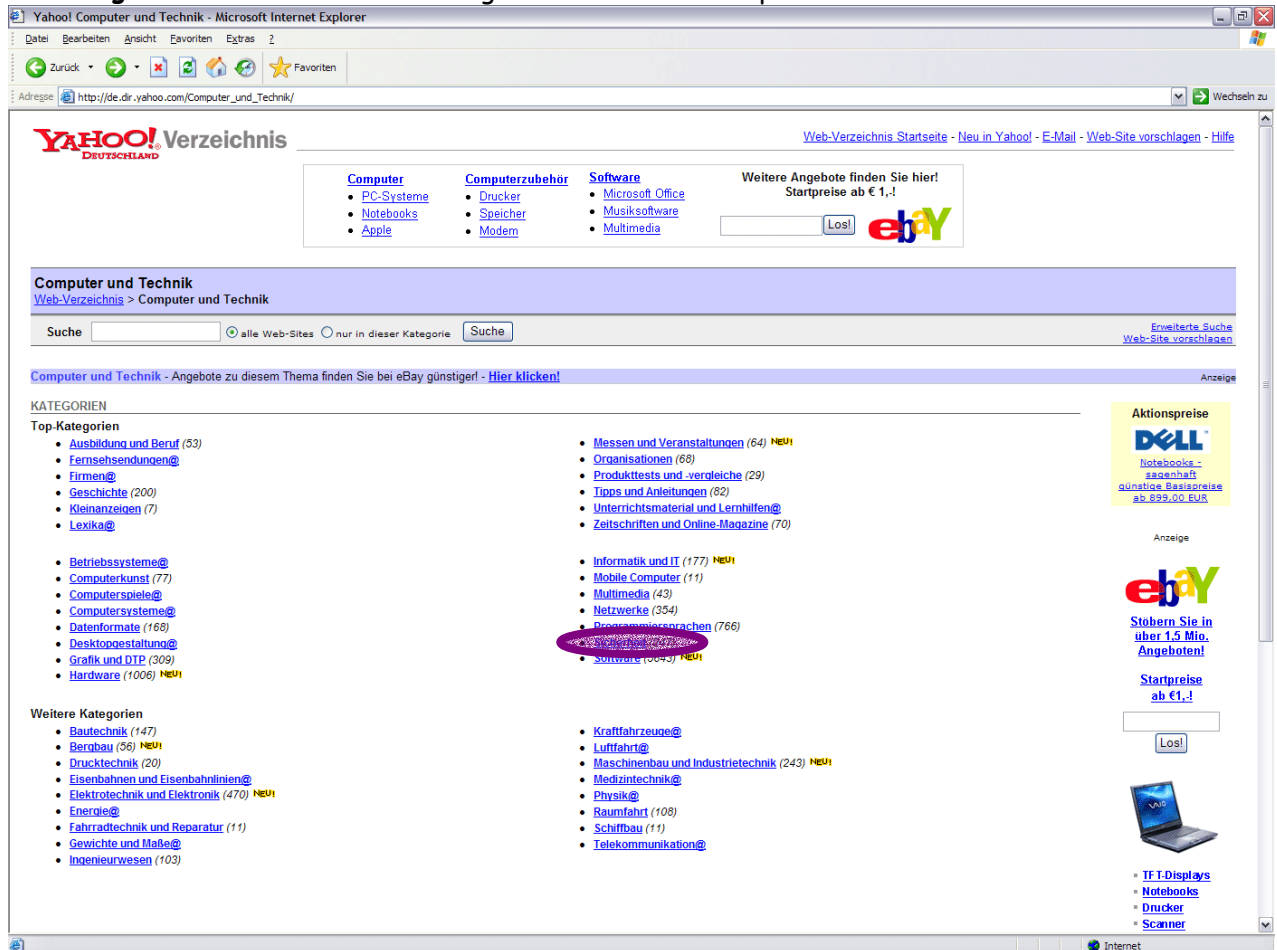 Yahoo! Computer und Technik - Microsoft Internet Explorer
Datei Bearbeiten Ansicht Favoriten Extras ?
Zurück Favoriten
Adresse http://de.dir.yahoo.com/Computer_und_Technik/ Wechseln zu
YAHOO! Verzeichnis
DEUTSCHLAND
Web-Verzeichnis Startseite - Neu in Yahoo! - E-Mail - Web-Site vorschlagen - Hilfe
Computer
PC-Systeme
Notebooks
Apple
Computerzubehör
Drucker
Speicher
Modem
Software
Microsoft Office
Musiksoftware
Multimedia
Weitere Angebote finden Sie hier!
Startpreise ab € 1,-!
Los! ebaY
Computer und Technik
Web-Verzeichnis > Computer und Technik
Suche alle Web-Sites nur in dieser Kategorie Suche
Erweiterte Suche
Web-Site vorschlagen
Computer und Technik - Angebote zu diesem Thema finden Sie bei eBay günstiger! - Hier klicken! Anzeige
KATEGORIEN
Top-Kategorien
Ausbildung und Beruf (53)
Fernsehsendungen@
Firmen@
Geschichte (200)
Kleinanzeigen (7)
Lexika@
Messen und Veranstaltungen (64) NEU!
Organisationen (68)
Produkttests und -vergleiche (29)
Tipps und Anleitungen (82)
Unterrichtsmaterial und Lernhilfen@
Zeitschriften und Online-Magazine (70)
Betriebssysteme@
Computerkunst (77)
Computerspiele@
Computersysteme@
Datenformate (168)
Desktopgestaltung@
Grafik und DTP (309)
Hardware (1006) NEU!
Informatik und IT (177) NEU!
Mobile Computer (11)
Multimedia (43)
Netzwerke (354)
Programmiersprachen (766)
Software (3643) NEU!
Weitere Kategorien
Bautechnik (147)
Bergbau (56) NEU!
Drucktechnik (20)
Eisenbahnen und Eisenbahnlinien@
Elektrotechnik und Elektronik (470) NEU!
Energie@
Fahrradtechnik und Reparatur (11)
Gewichte und Maße@
Ingenieurwesen (103)
Kraftfahrzeuge@
Luftfahrt@
Maschinenbau und Industrietechnik (243) NEU!
Medizintechnik@
Physik@
Raumfahrt (108)
Schiffbau (11)
Telekommunikation@
Aktionspreise
DELL
Notebooks -
sagenhaft
günstige Basispreise
ab 899,00 EUR
Anzeige
ebaY
Stöbern Sie in
über 1,5 Mio.
Angeboten!
Startpreise
ab €1,-!
Los!
VAIO
TFT-Displays
Notebooks
Drucker
Scanner
Internet